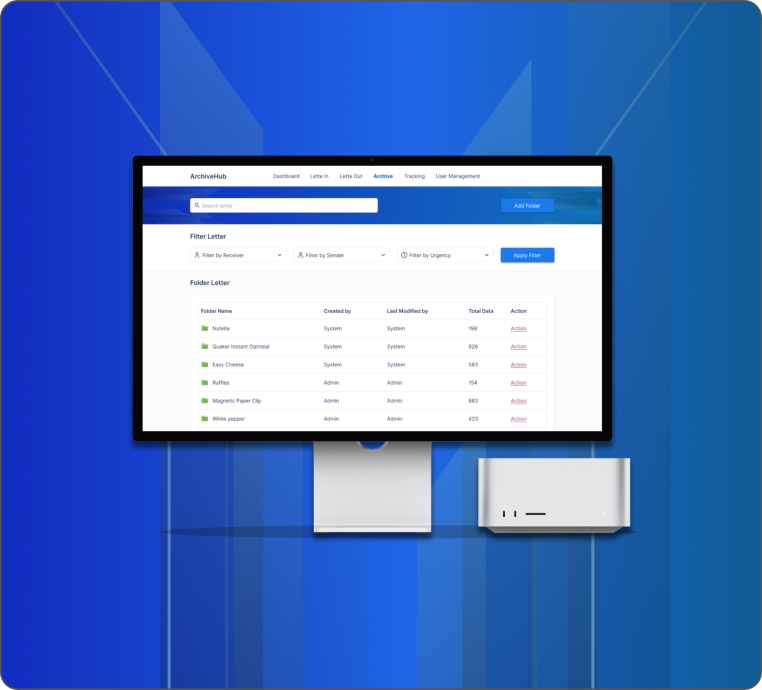 ArchiveHub Dashboard Lette In Lette Out Archive Tracking User Management
Search letter Add Folder
Filter Letter
Filter by Receiver Filter by Sender Filter by Urgency Apply Filter
Folder Letter
Folder Name Created by Last Modified by Total Data Action
Nutella System System 196 Action
Quaker Instant Oatmeal System System 828 Action
Easy Cheese System System 583 Action
Ruffles Admin Admin 154 Action
Magnetic Paper Clip Admin Admin 883 Action
White pepper Admin Admin 423 Action